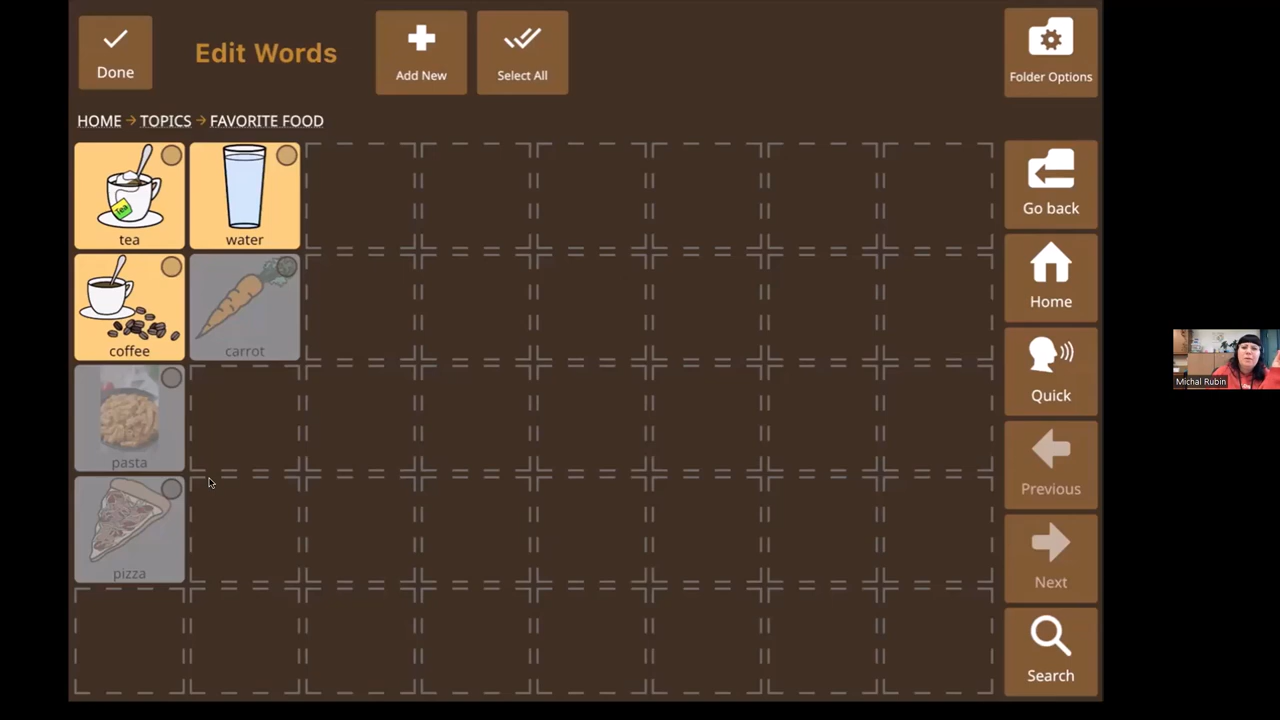 Done
Edit Words
Add New
Select All
Folder Options
HOME → TOPICS → FAVORITE FOOD
tea
Tea
water
Go back
coffee
carrot
Home
pasta
Quick
Michal Rubin
pizza
Previous
Next
Search